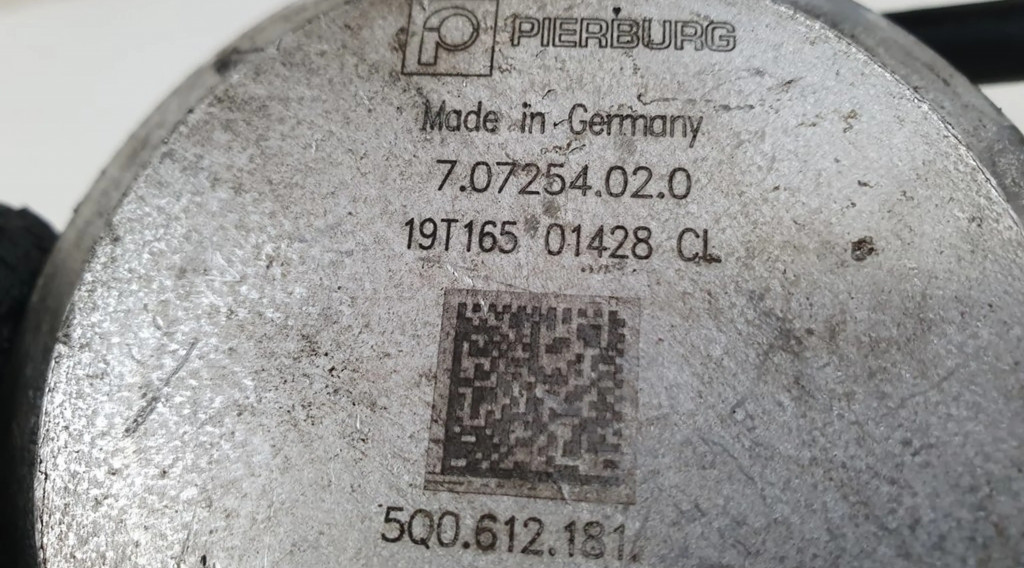 PIERBURG
Made in Germany
7.07254.02.0
19T165 01428 CL
5Q0.612.181